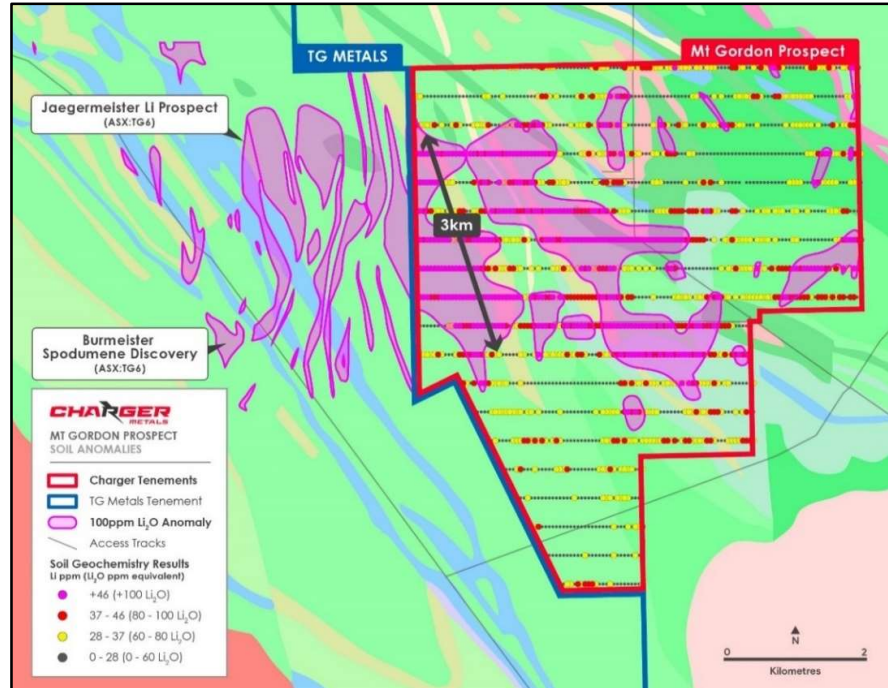 TG METALS
Mt Gordon Prospect
Jaegermeister Li Prospect
(ASX:TG6)
3km
Burmeister
Spodumene Discovery
(ASX:TG6)
CHARGER
METALS
MT GORDON PROSPECT
SOIL ANOMALIES
Charger Tenements
TG Metals Tenement
100ppm Li₂O Anomaly
Access Tracks
Soil Geochemistry Results
Li ppm (Li₂O ppm equivalent)
+46 (+100 Li₂O)
37 - 46 (80 - 100 Li₂O)
28 - 37 (60 - 80 Li₂O)
0 - 28 (0 - 60 Li₂O)
N
0 2
Kilometres